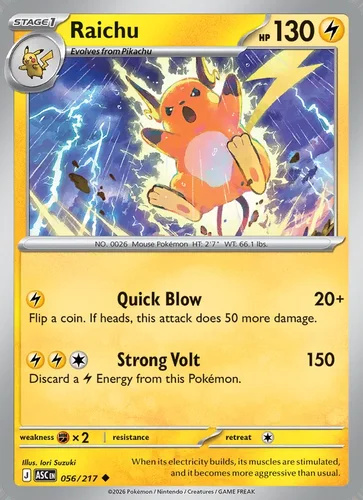 STAGE 1
Raichu
HP 130
Evolves from Pikachu
NO. 0026 Mouse Pokémon HT: 2'7" WT: 66.1 lbs.
Quick Blow 20+
Flip a coin. If heads, this attack does 50 more damage.
Strong Volt 150
Discard a Energy from this Pokémon.
weakness ×2 resistance retreat
Illus. Iori Suzuki
J ASC EN 056/217
When its electricity builds, its muscles are stimulated,
and it becomes more aggressive than usual.
©2026 Pokémon / Nintendo / Creatures / GAME FREAK